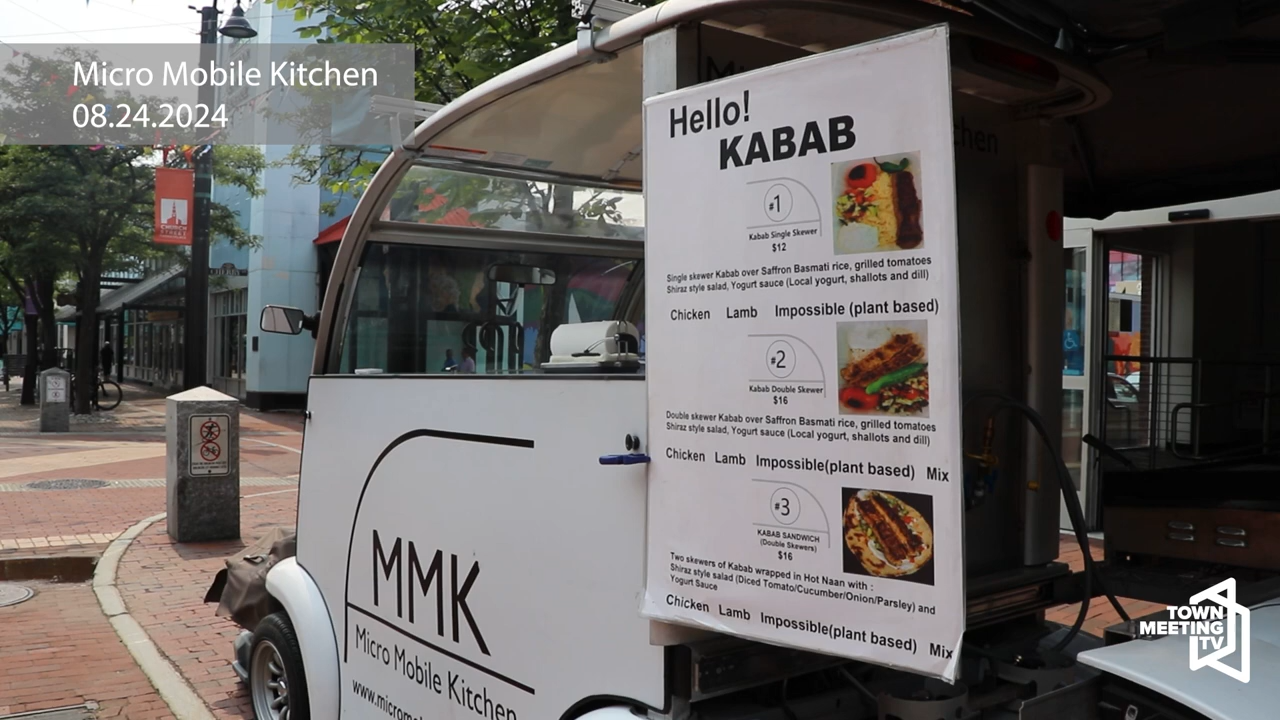 Micro Mobile Kitchen
08.24.2024
Hello!
KABAB
#1
Kabab Single Skewer
$12
Single skewer Kabab over Saffron Basmati rice, grilled tomatoes
Shiraz style salad, Yogurt sauce (Local yogurt, shallots and dill)
Chicken Lamb Impossible (plant based)
#2
Kabab Double Skewer
$16
Double skewer Kabab over Saffron Basmati rice, grilled tomatoes
Shiraz style salad, Yogurt sauce (Local yogurt, shallots and dill)
Chicken Lamb Impossible(plant based) Mix
#3
KABAB SANDWICH
(Double Skewers)
$16
Two skewers of Kabab wrapped in Hot Naan with :
Shiraz style salad (Diced Tomato/Cucumber/Onion/Parsley) and
Yogurt Sauce
Chicken Lamb Impossible(plant based) Mix
MMK
Micro Mobile Kitchen
CHURCH
STREET
TOWN
MEETING
TV